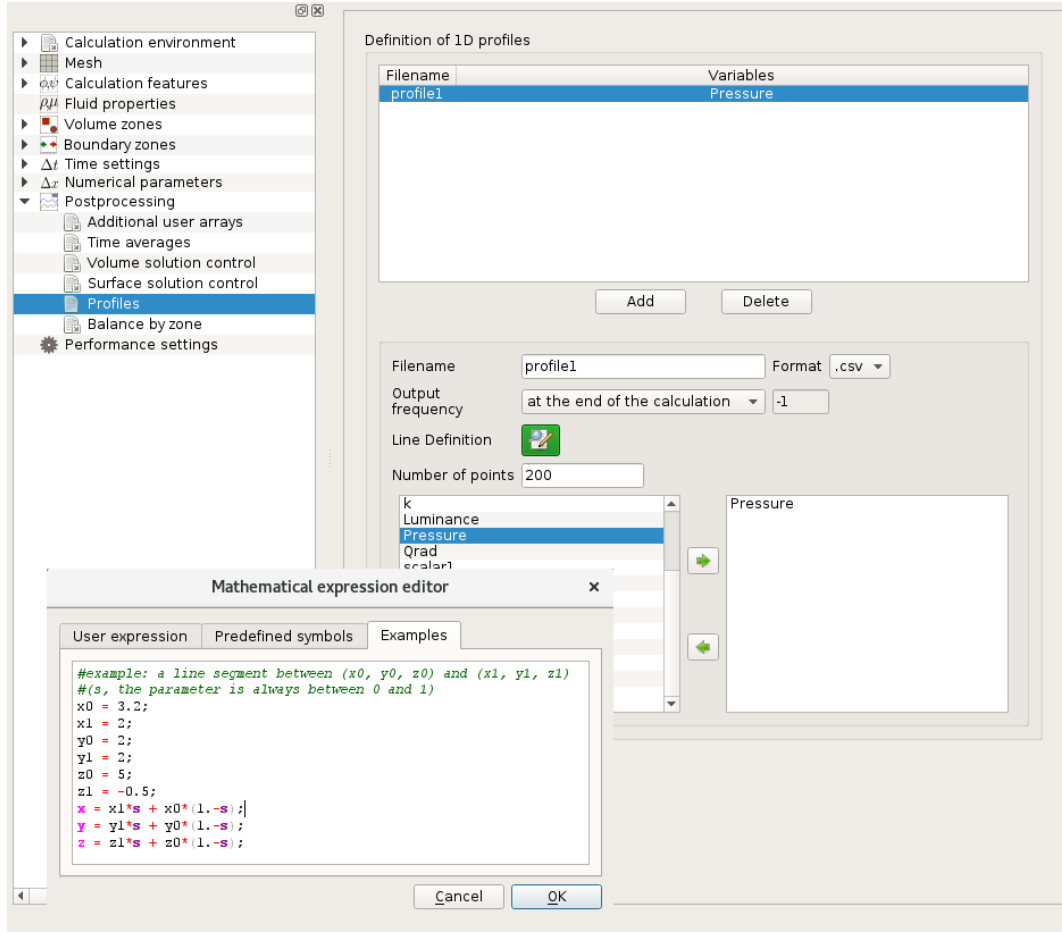 Calculation environment
Mesh
ϕ,ψ Calculation features
ρ,μ Fluid properties
Volume zones
Boundary zones
Δt Time settings
Δx Numerical parameters
Postprocessing
Additional user arrays
Time averages
Volume solution control
Surface solution control
Profiles
Balance by zone
Performance settings
Definition of 1D profiles
Filename Variables
profile1 Pressure
Add Delete
Filename profile1 Format .csv
Output
frequency at the end of the calculation -1
Line Definition
Number of points 200
k
Luminance
Pressure
Qrad
scalar1
Pressure
Mathematical expression editor
User expression Predefined symbols Examples
#example: a line segment between (x0, y0, z0) and (x1, y1, z1)
#(s, the parameter is always between 0 and 1)
x0 = 3.2;
x1 = 2;
y0 = 2;
y1 = 2;
z0 = 5;
z1 = -0.5;
x = x1*s + x0*(1.-s);
y = y1*s + y0*(1.-s);
z = z1*s + z0*(1.-s);
Cancel OK